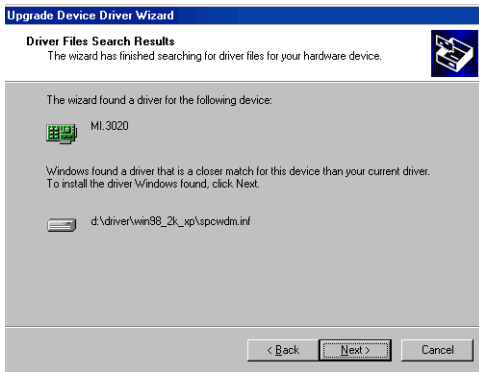 Upgrade Device Driver Wizard
Driver Files Search Results
The wizard has finished searching for driver files for your hardware device.
The wizard found a driver for the following device:
MI.3020
Windows found a driver that is a closer match for this device than your current driver.
To install the driver Windows found, click Next.
d:\driver\win98_2k_xp\spcwdm.inf
< Back
Next >
Cancel